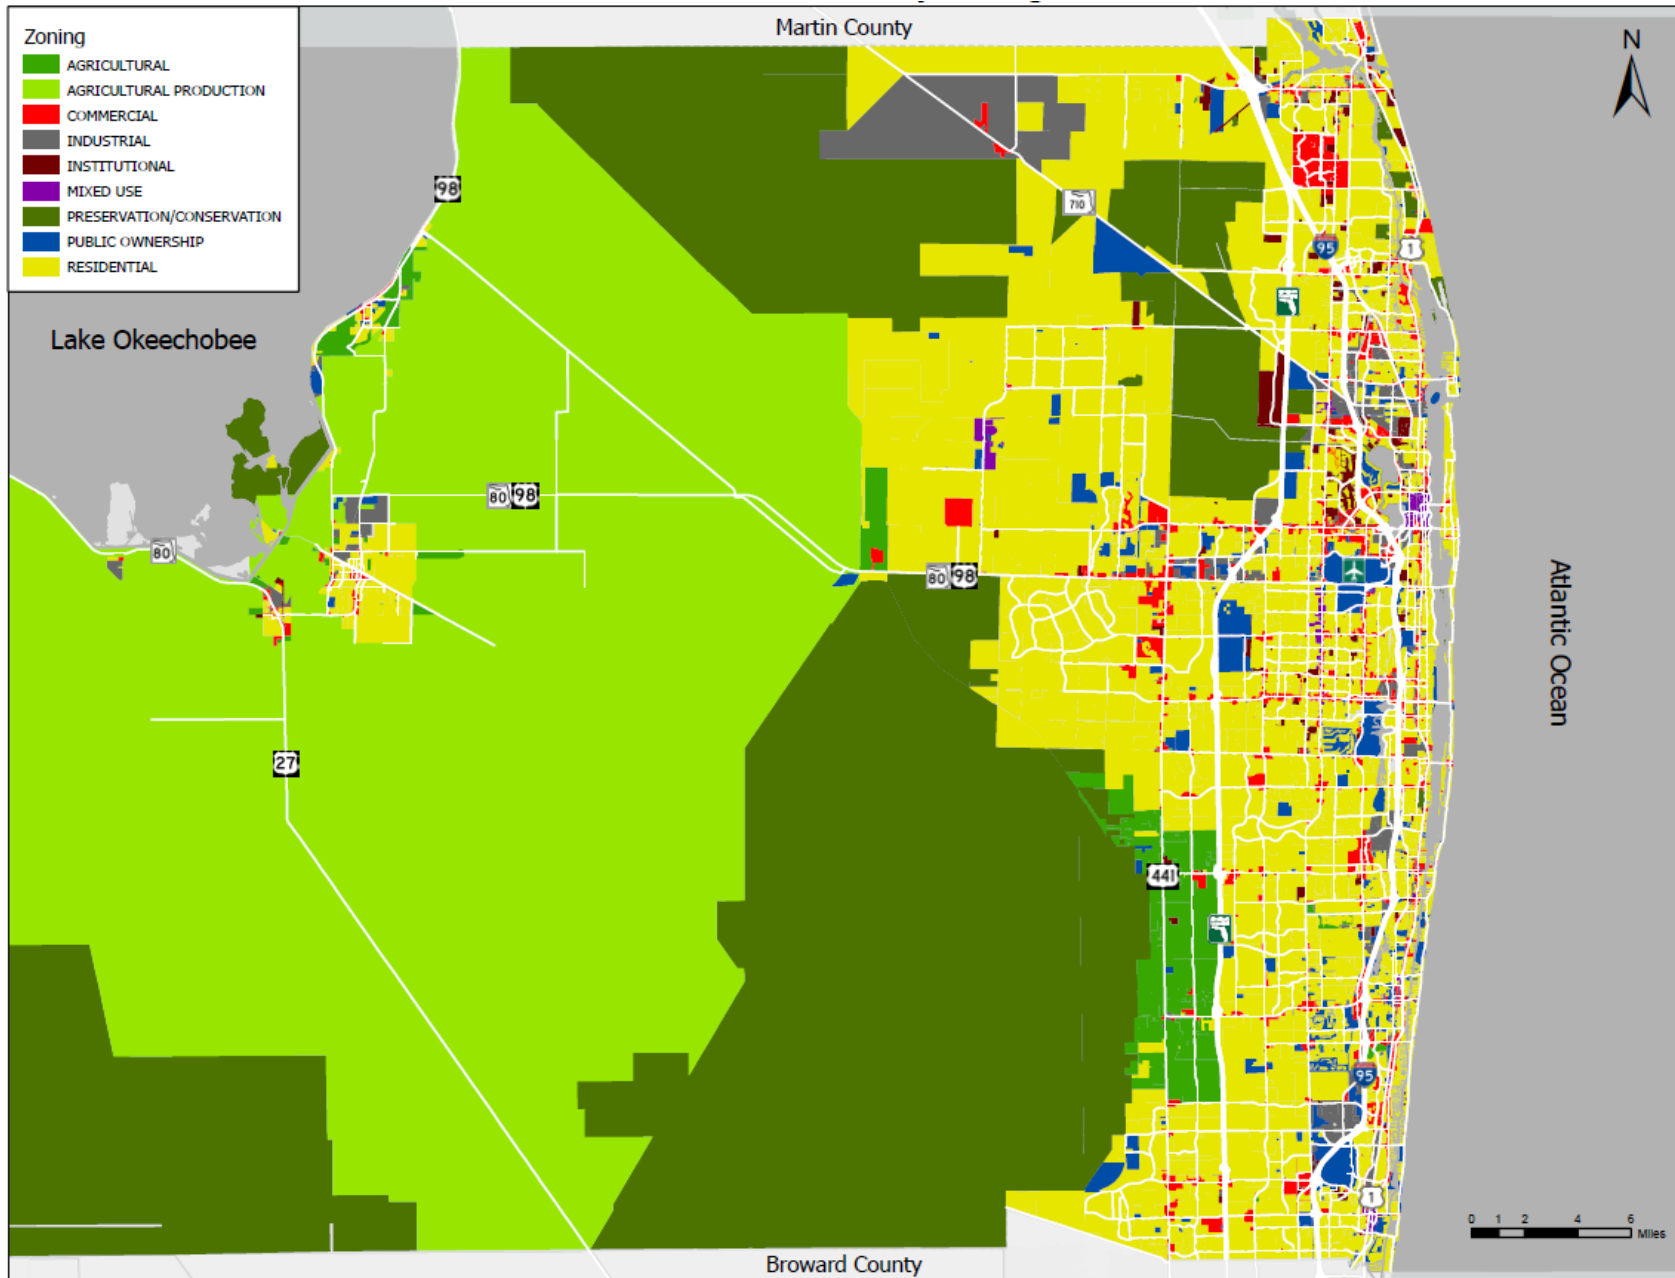 Martin County
Zoning
AGRICULTURAL
AGRICULTURAL PRODUCTION
COMMERCIAL
INDUSTRIAL
INSTITUTIONAL
MIXED USE
PRESERVATION/CONSERVATION
PUBLIC OWNERSHIP
RESIDENTIAL
N
98
710
95
1
Lake Okeechobee
80 98
80
80 98
Atlantic Ocean
27
441
95
1
0 1 2 4 6
Miles
Broward County